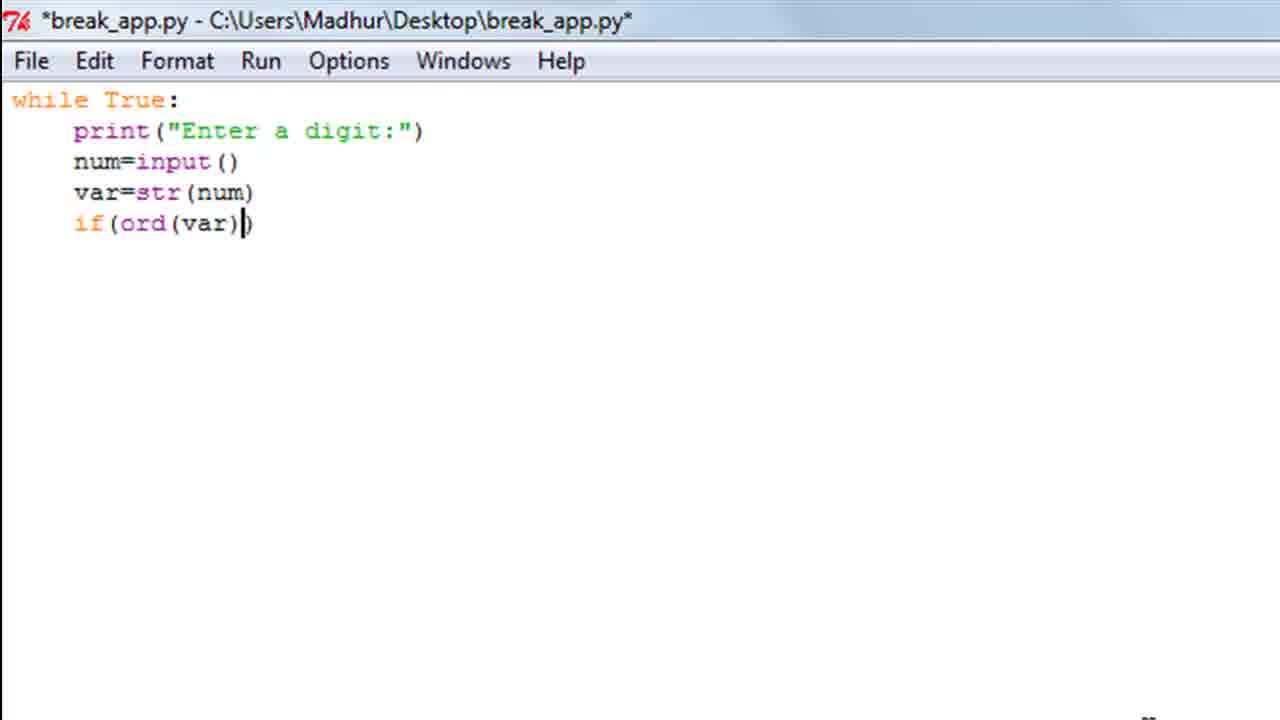 *break_app.py - C:\Users\Madhur\Desktop\break_app.py*
File Edit Format Run Options Windows Help
while True:
    print("Enter a digit:")
    num=input()
    var=str(num)
    if(ord(var))